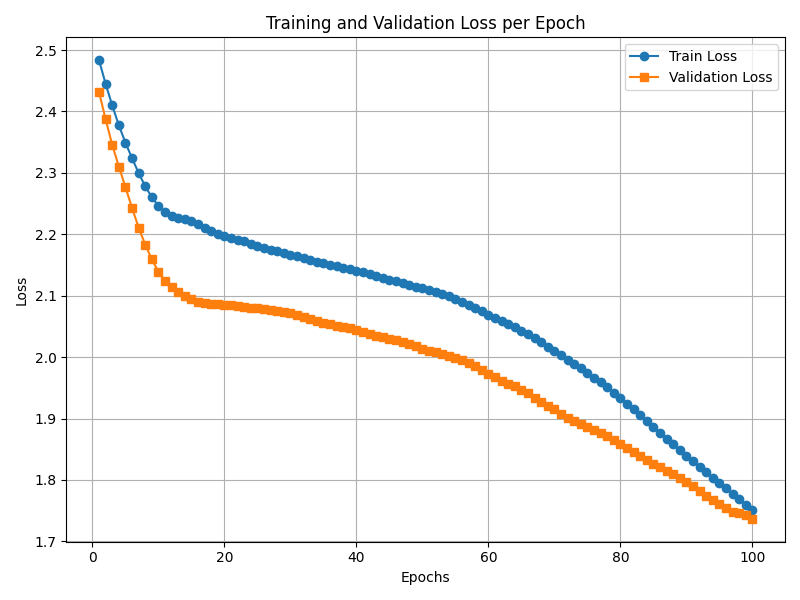 Training and Validation Loss per Epoch
Train Loss
Validation Loss
Loss
2.5
2.4
2.3
2.2
2.1
2.0
1.9
1.8
1.7
0 20 40 60 80 100
Epochs